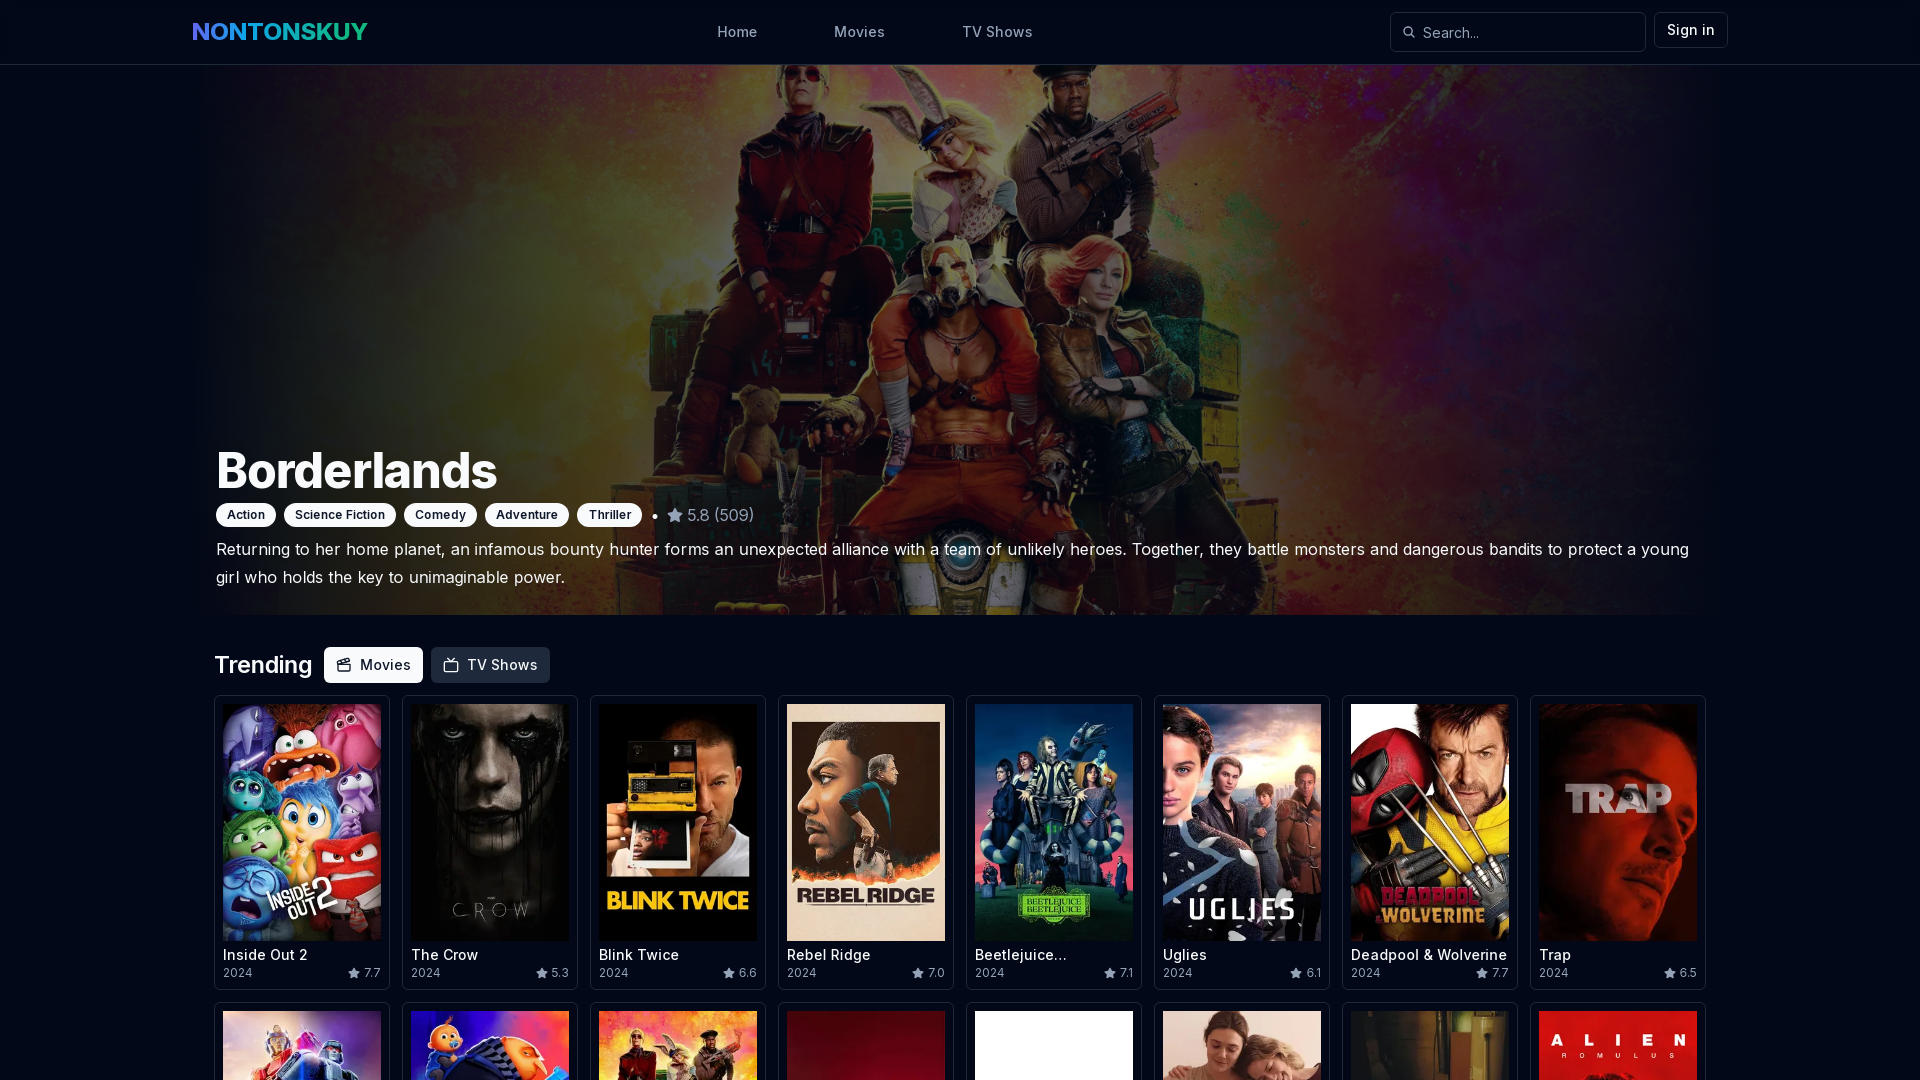 NONTONSKUY
Home
Movies
TV Shows
Search...
Sign in
B3
Borderlands
Action
Science Fiction
Comedy
Adventure
Thriller
• 5.8 (509)
Returning to her home planet, an infamous bounty hunter forms an unexpected alliance with a team of unlikely heroes. Together, they battle monsters and dangerous bandits to protect a young
girl who holds the key to unimaginable power.
Trending
Movies
TV Shows
INSIDE
OUT 2
Inside Out 2
2024
7.7
CROW
The Crow
2024
5.3
BLINK TWICE
Blink Twice
2024
6.6
REBEL RIDGE
Rebel Ridge
2024
7.0
BEETLEJUICE
BEETLEJUICE
Beetlejuice...
2024
7.1
UGLIES
Uglies
2024
6.1
DEADPOOL
& WOLVERINE
Deadpool & Wolverine
2024
7.7
TRAP
Trap
2024
6.5
ALIEN
ROMULUS